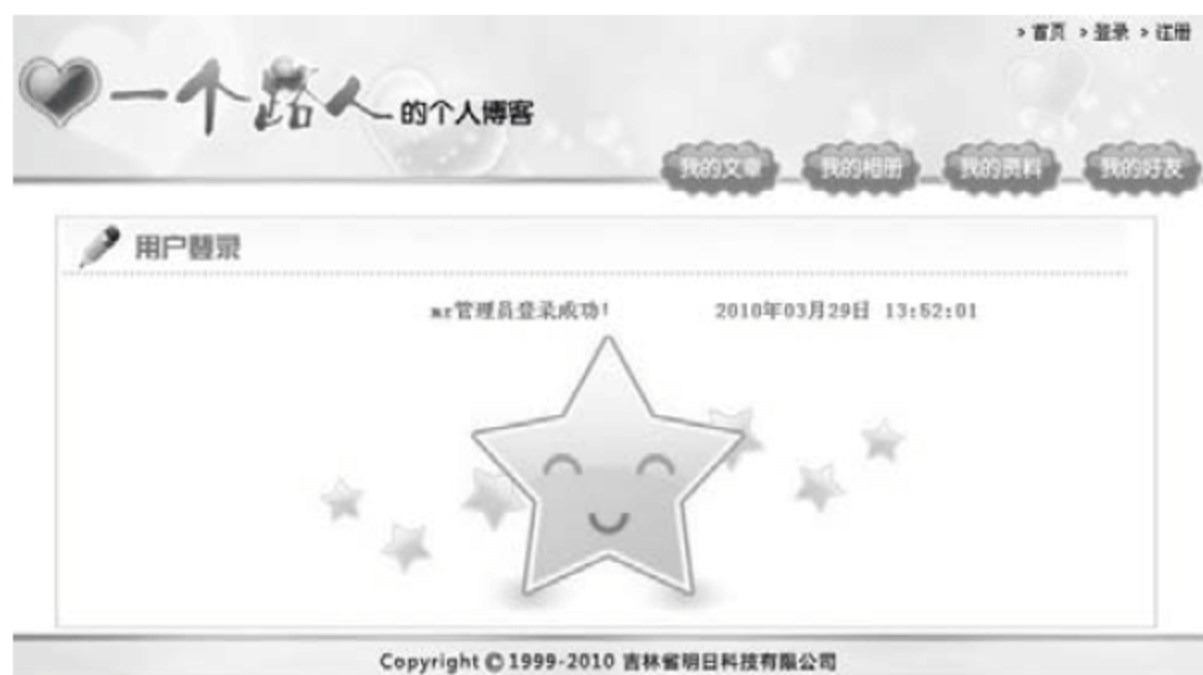 > 首页 > 登录 > 注册
一个路人的个人博客
我的文章 我的相册 我的资料 我的好友
用户登录
mr管理员登录成功! 2010年03月29日 13:52:01
Copyright © 1999-2010 吉林省明日科技有限公司